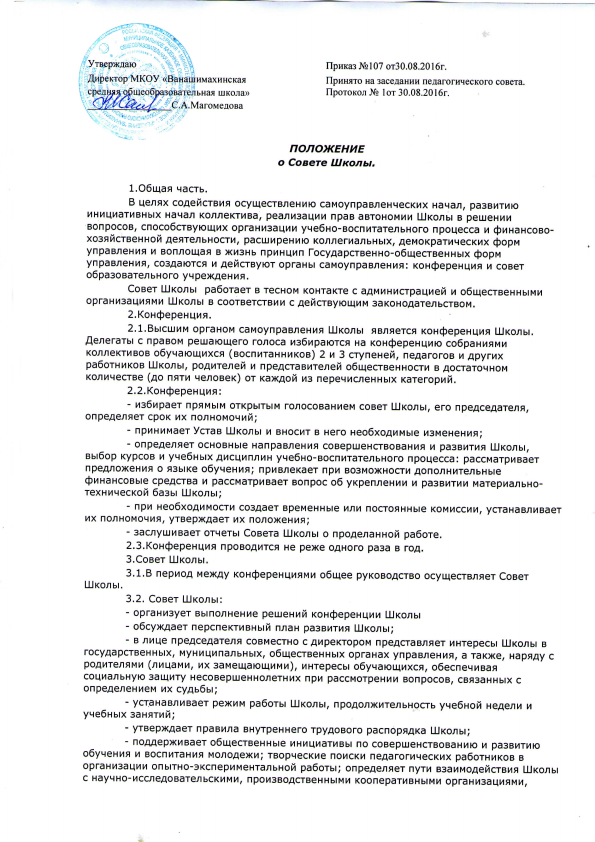 Утверждаю
Директор МКОУ «Ванашимахинская
средняя общеобразовательная школа»
С.А.Магомедова
Приказ №107 от30.08.2016г.
Принято на заседании педагогического совета.
Протокол № 1от 30.08.2016г.
ПОЛОЖЕНИЕ
о Совете Школы.
1.Общая часть.
В целях содействия осуществлению самоуправленческих начал, развитию
инициативных начал коллектива, реализации прав автономии Школы в решении
вопросов, способствующих организации учебно-воспитательного процесса и финансово-
хозяйственной деятельности, расширению коллегиальных, демократических форм
управления и воплощая в жизнь принцип Государственно-общественных форм
управления, создаются и действуют органы самоуправления: конференция и совет
образовательного учреждения.
Совет Школы работает в тесном контакте с администрацией и общественными
организациями Школы в соответствии с действующим законодательством.
2.Конференция.
2.1.Высшим органом самоуправления Школы является конференция Школы.
Делегаты с правом решающего голоса избираются на конференцию собраниями
коллективов обучающихся (воспитанников) 2 и 3 ступеней, педагогов и других
работников Школы, родителей и представителей общественности в достаточном
количестве (до пяти человек) от каждой из перечисленных категорий.
2.2.Конференция:
- избирает прямым открытым голосованием совет Школы, его председателя,
определяет срок их полномочий;
- принимает Устав Школы и вносит в него необходимые изменения;
- определяет основные направления совершенствования и развития Школы,
выбор курсов и учебных дисциплин учебно-воспитательного процесса: рассматривает
предложения о языке обучения; привлекает при возможности дополнительные
финансовые средства и рассматривает вопрос об укреплении и развитии материально-
технической базы Школы;
- при необходимости создает временные или постоянные комиссии, устанавливает
их полномочия, утверждает их положения;
- заслушивает отчеты Совета Школы о проделанной работе.
2.3.Конференция проводится не реже одного раза в год.
3.Совет Школы.
3.1.В период между конференциями общее руководство осуществляет Совет
Школы.
3.2. Совет Школы:
- организует выполнение решений конференции Школы
- обсуждает перспективный план развития Школы;
- в лице председателя совместно с директором представляет интересы Школы в
государственных, муниципальных, общественных органах управления, а также, наряду с
родителями (лицами, их замещающими), интересы обучающихся, обеспечивая
социальную защиту несовершеннолетних при рассмотрении вопросов, связанных с
определением их судьбы;
- устанавливает режим работы Школы, продолжительность учебной недели и
учебных занятий;
- утверждает правила внутреннего трудового распорядка Школы;
- поддерживает общественные инициативы по совершенствованию и развитию
обучения и воспитания молодежи; творческие поиски педагогических работников в
организации опытно-экспериментальной работы; определяет пути взаимодействия Школы
с научно-исследовательскими, производственными кооперативными организациями,